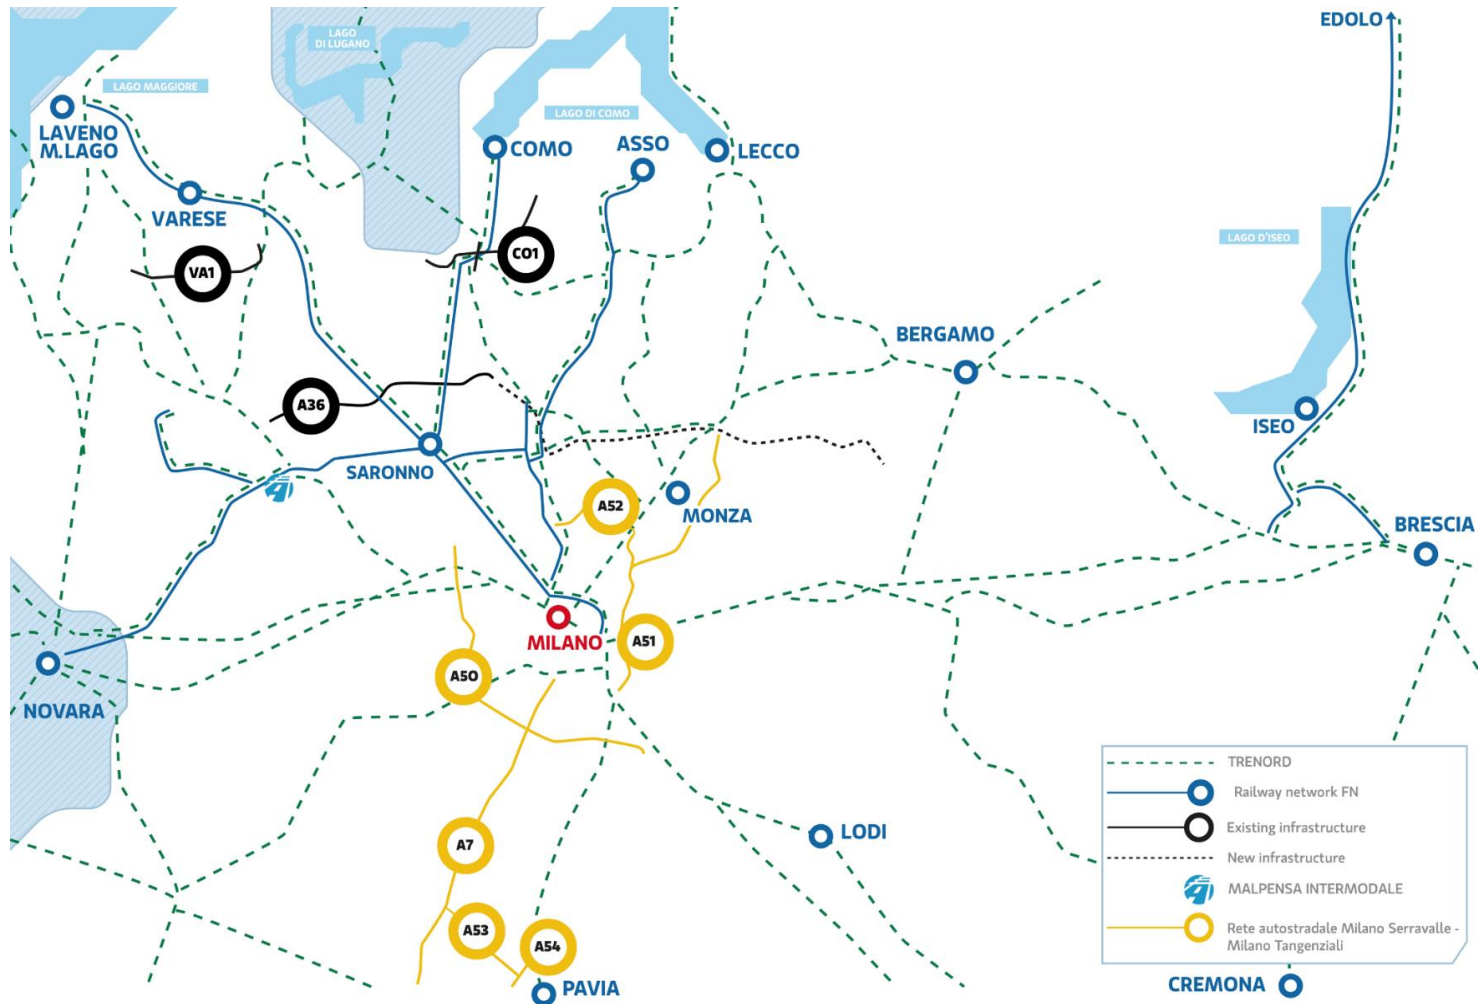 EDOLO
LAGO
DI LUGANO
LAGO MAGGIORE
LAGO DI COMO
LAVENO
M.LAGO
COMO
ASSO
LECCO
VARESE
LAGO D'ISEO
VA1
CO1
BERGAMO
A36
ISEO
SARONNO
A52
MONZA
BRESCIA
MILANO
A51
A50
NOVARA
TRENORD
Railway network FN
Existing infrastructure
New infrastructure
MALPENSA INTERMODALE
Rete autostradale Milano Serravalle -
Milano Tangenziali
LODI
A7
A53
A54
PAVIA
CREMONA